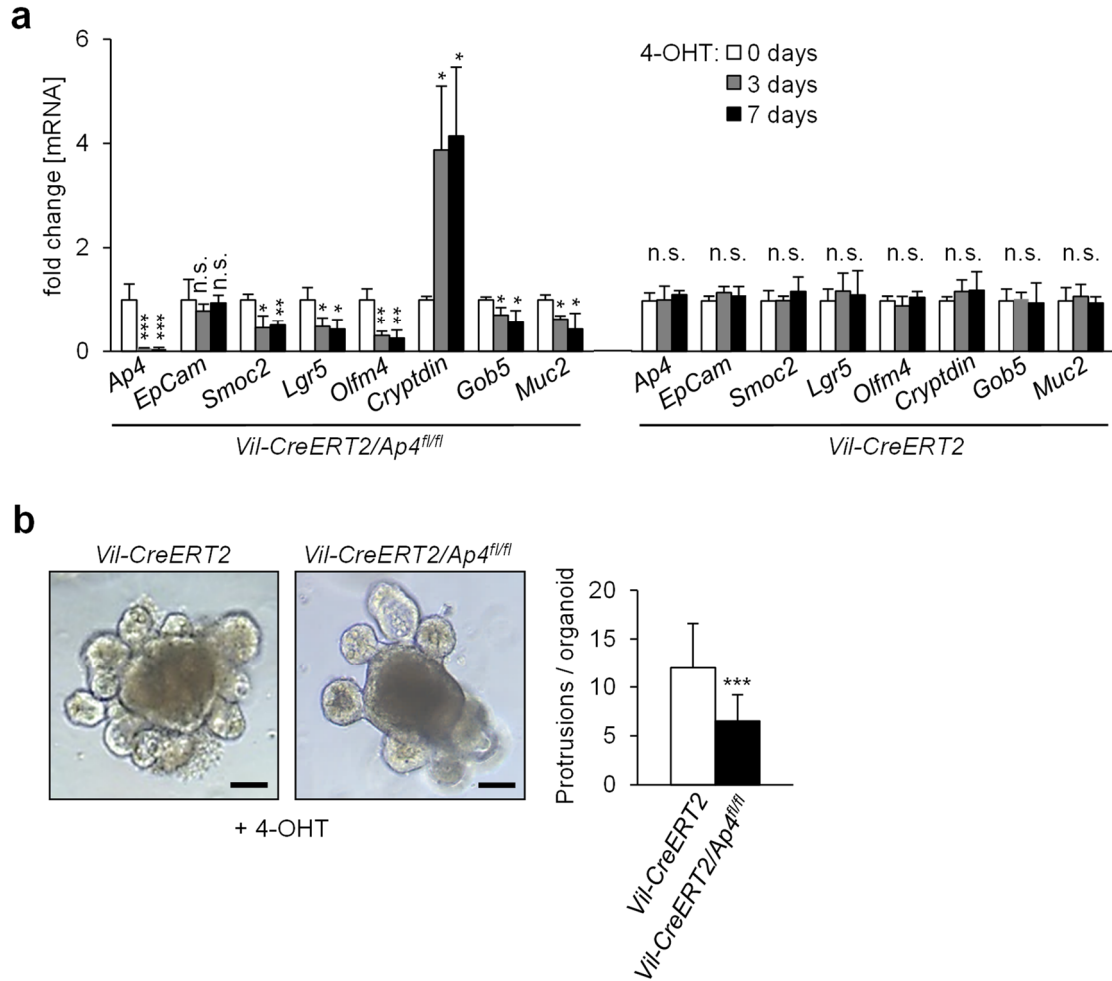 a
fold change [mRNA]
6
4
2
0
4-OHT: 0 days
3 days
7 days
*** *** n.s. n.s. * ** * * ** ** * * * * * *
n.s. n.s. n.s. n.s. n.s. n.s. n.s. n.s.
Ap4 EpCam Smoc2 Lgr5 Olfm4 Cryptdin Gob5 Muc2
Ap4 EpCam Smoc2 Lgr5 Olfm4 Cryptdin Gob5 Muc2
Vil-CreERT2/Ap4fl/fl
Vil-CreERT2
b
Vil-CreERT2
Vil-CreERT2/Ap4fl/fl
+ 4-OHT
Protrusions / organoid
20
15
10
5
0
***
Vil-CreERT2
Vil-CreERT2/Ap4fl/fl